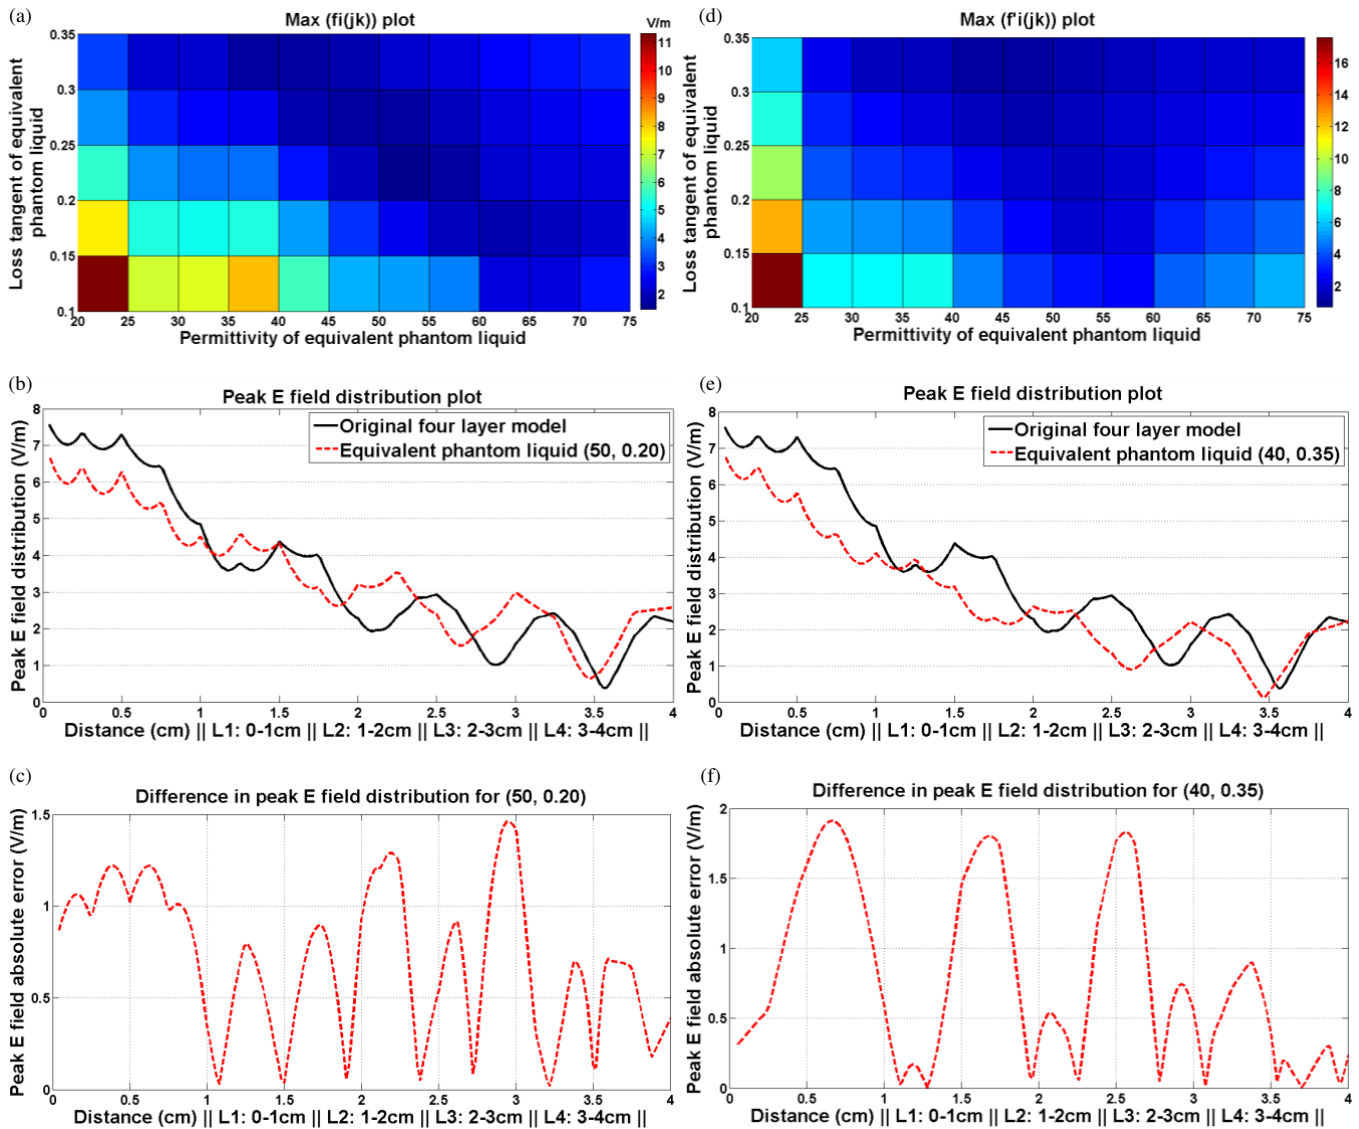 (a)
Max (fi(jk)) plot
V/m
Loss tangent of equivalent
phantom liquid
0.35
0.3
0.25
0.2
0.15
0.1
20 25 30 35 40 45 50 55 60 65 70 75
Permittivity of equivalent phantom liquid
11
10
9
8
7
6
5
4
3
2
(d)
Max (f'i(jk)) plot
Loss tangent of equivalent
phantom liquid
0.35
0.3
0.25
0.2
0.15
0.1
20 25 30 35 40 45 50 55 60 65 70 75
Permittivity of equivalent phantom liquid
16
14
12
10
8
6
4
2
(b)
Peak E field distribution plot
Peak E field distribution (V/m)
8
7
6
5
4
3
2
1
0
Original four layer model
Equivalent phantom liquid (50, 0.20)
0 0.5 1 1.5 2 2.5 3 3.5 4
Distance (cm) || L1: 0-1cm || L2: 1-2cm || L3: 2-3cm || L4: 3-4cm ||
(e)
Peak E field distribution plot
Peak E field distribution (V/m)
8
7
6
5
4
3
2
1
0
Original four layer model
Equivalent phantom liquid (40, 0.35)
0 0.5 1 1.5 2 2.5 3 3.5 4
Distance (cm) || L1: 0-1cm || L2: 1-2cm || L3: 2-3cm || L4: 3-4cm ||
(c)
Difference in peak E field distribution for (50, 0.20)
Peak E field absolute error (V/m)
1.5
1
0.5
0
0 0.5 1 1.5 2 2.5 3 3.5 4
Distance (cm) || L1: 0-1cm || L2: 1-2cm || L3: 2-3cm || L4: 3-4cm ||
(f)
Difference in peak E field distribution for (40, 0.35)
Peak E field absolute error (V/m)
2
1.5
1
0.5
0
0 0.5 1 1.5 2 2.5 3 3.5 4
Distance (cm) || L1: 0-1cm || L2: 1-2cm || L3: 2-3cm || L4: 3-4cm ||